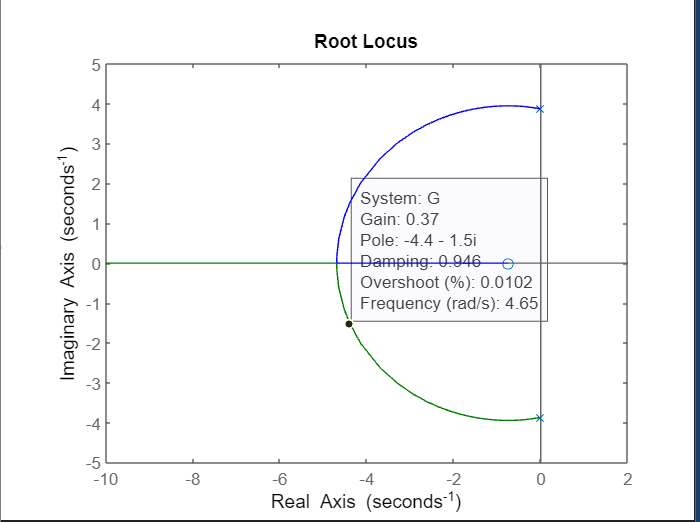 Root Locus
5
4
3
2
1
0
-1
-2
-3
-4
-5
Imaginary Axis (seconds⁻¹)
System: G
Gain: 0.37
Pole: -4.4 - 1.5i
Damping: 0.946
Overshoot (%): 0.0102
Frequency (rad/s): 4.65
-10 -8 -6 -4 -2 0 2
Real Axis (seconds⁻¹)